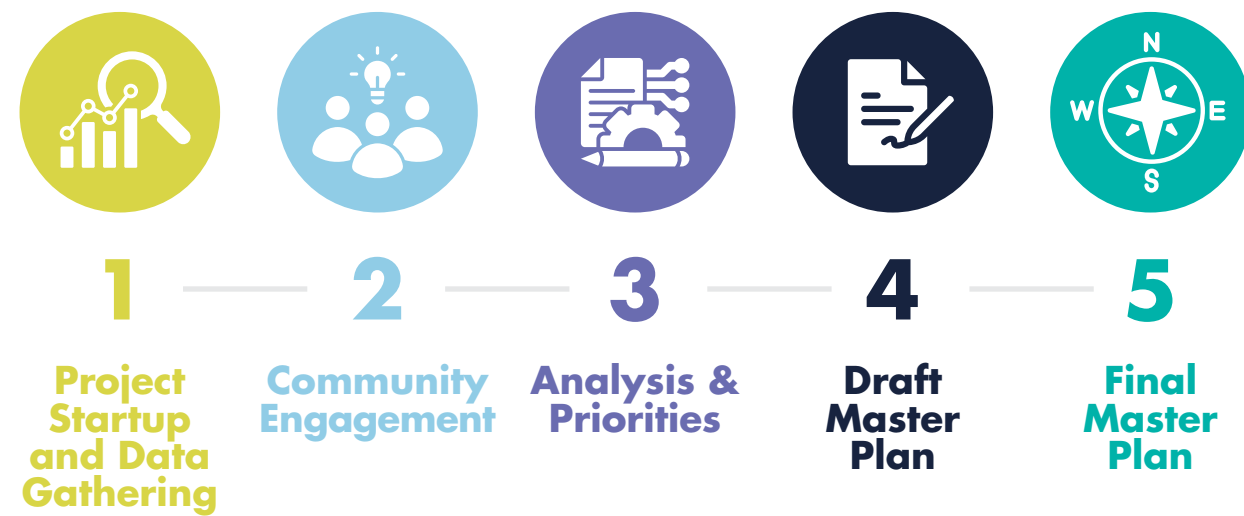 N
W E
S
1 2 3 4 5
Project
Startup
and Data
Gathering
Community
Engagement
Analysis &
Priorities
Draft
Master
Plan
Final
Master
Plan